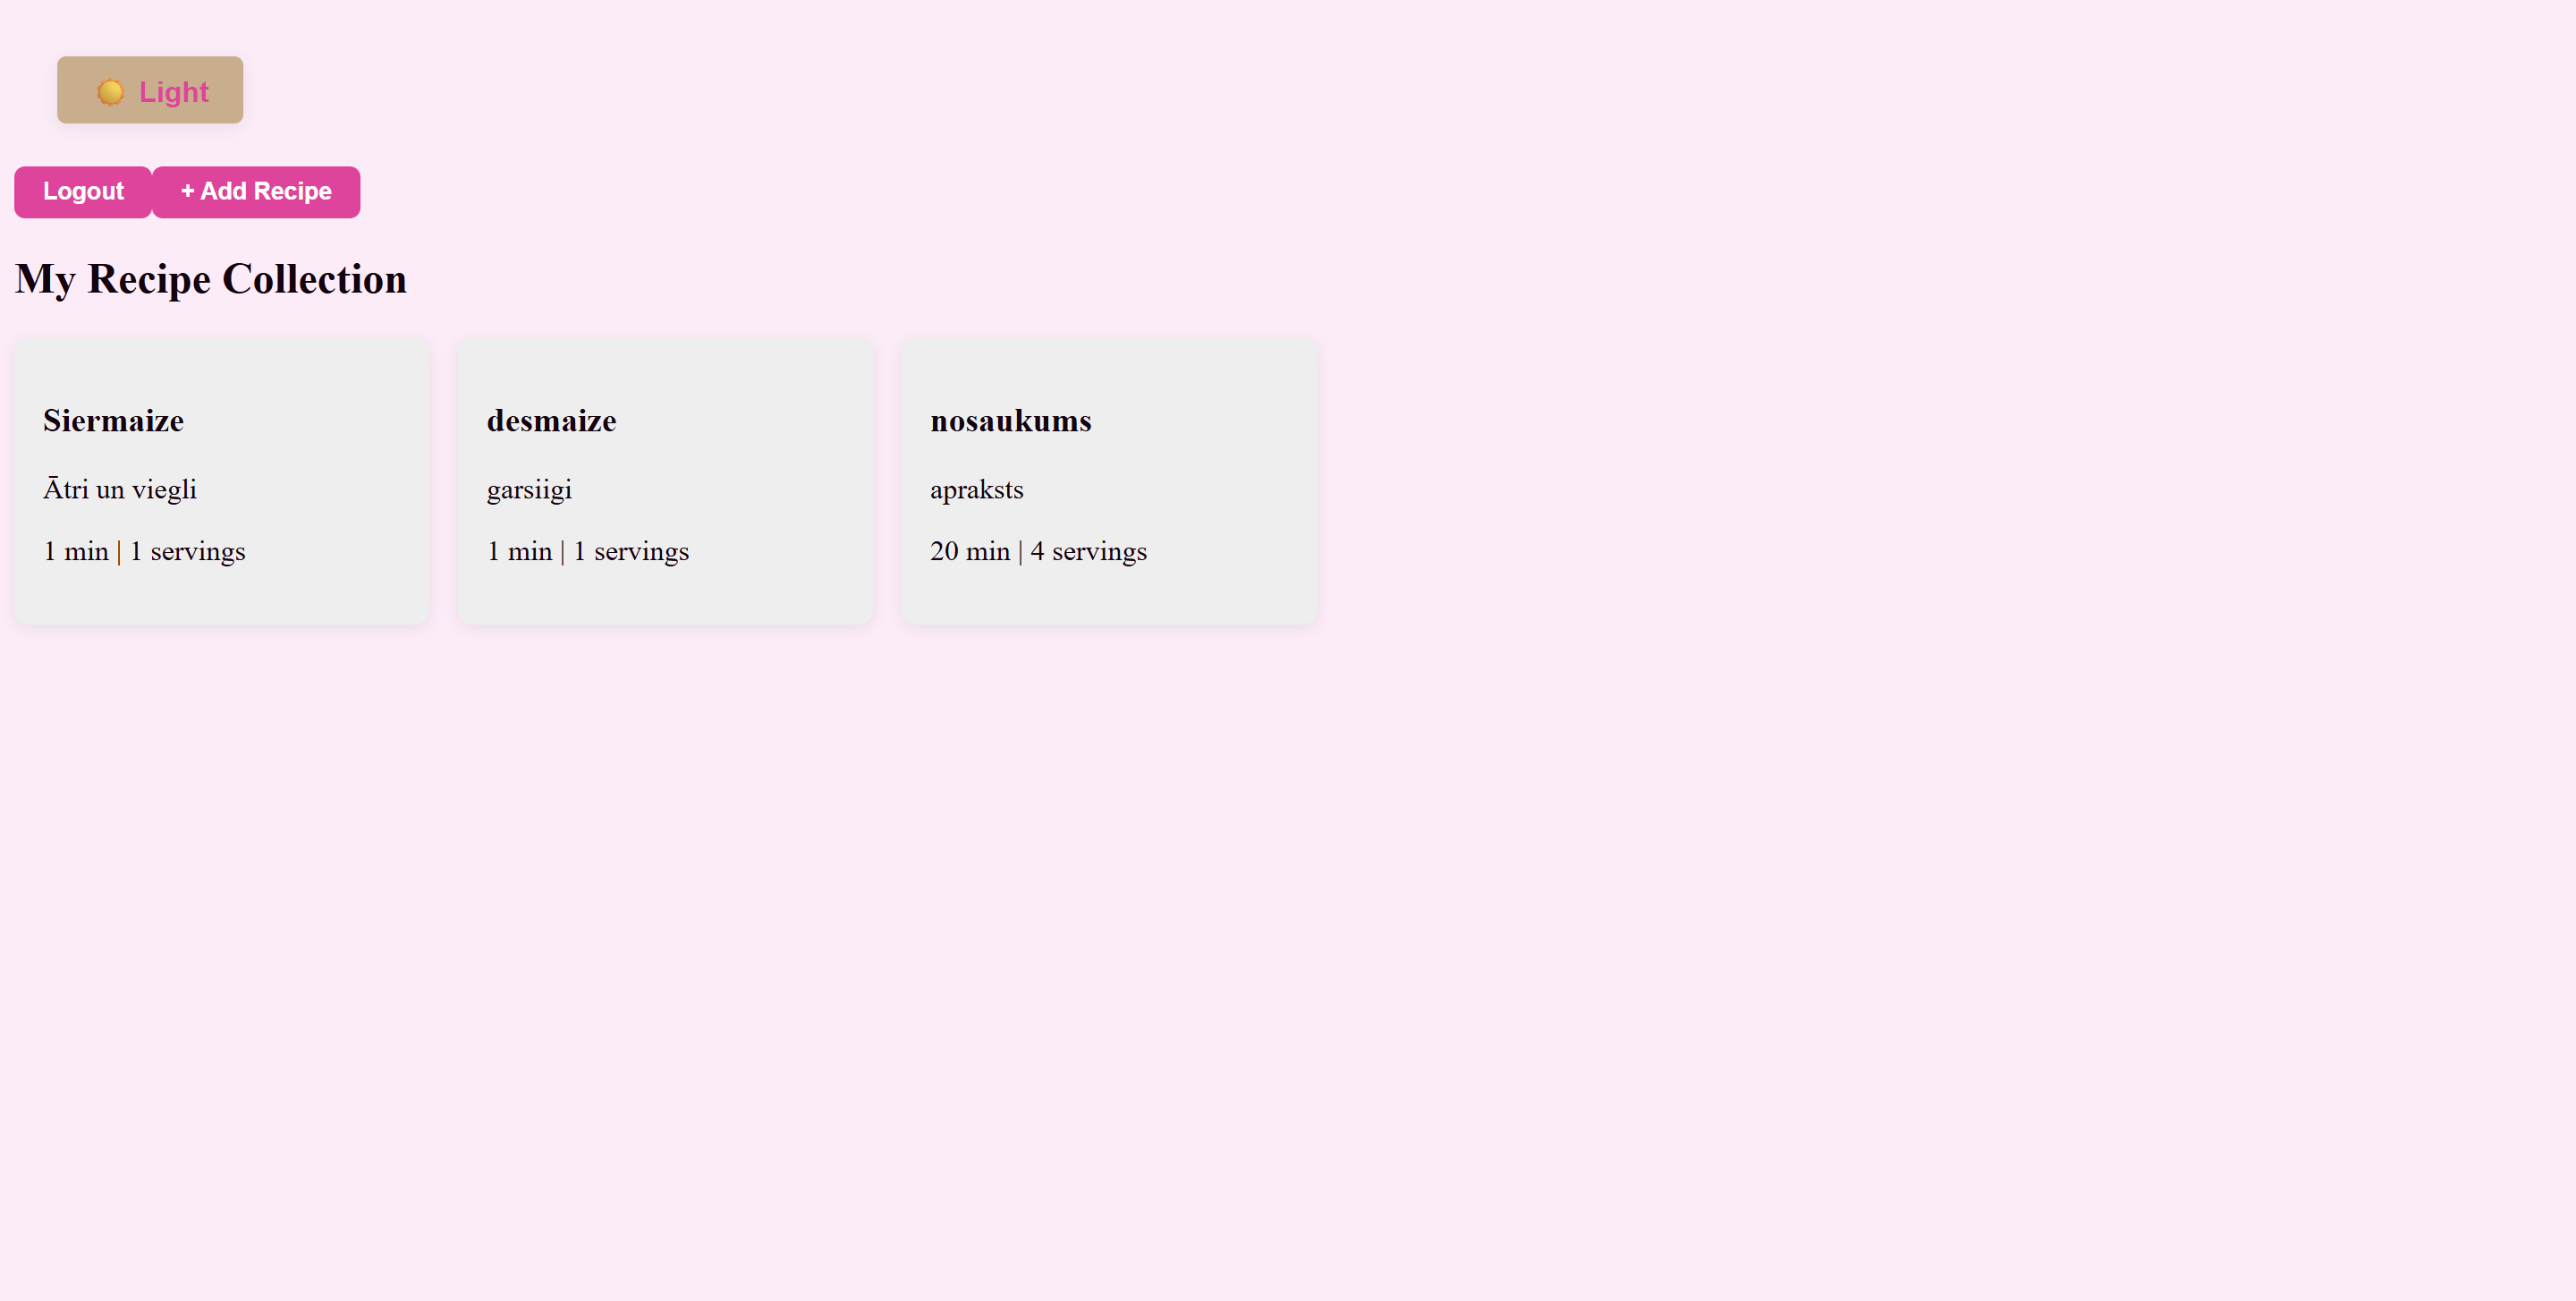 Light
Logout
+ Add Recipe
My Recipe Collection
Siermaize
Ātri un viegli
1 min | 1 servings
desmaize
garsiigi
1 min | 1 servings
nosaukums
apraksts
20 min | 4 servings